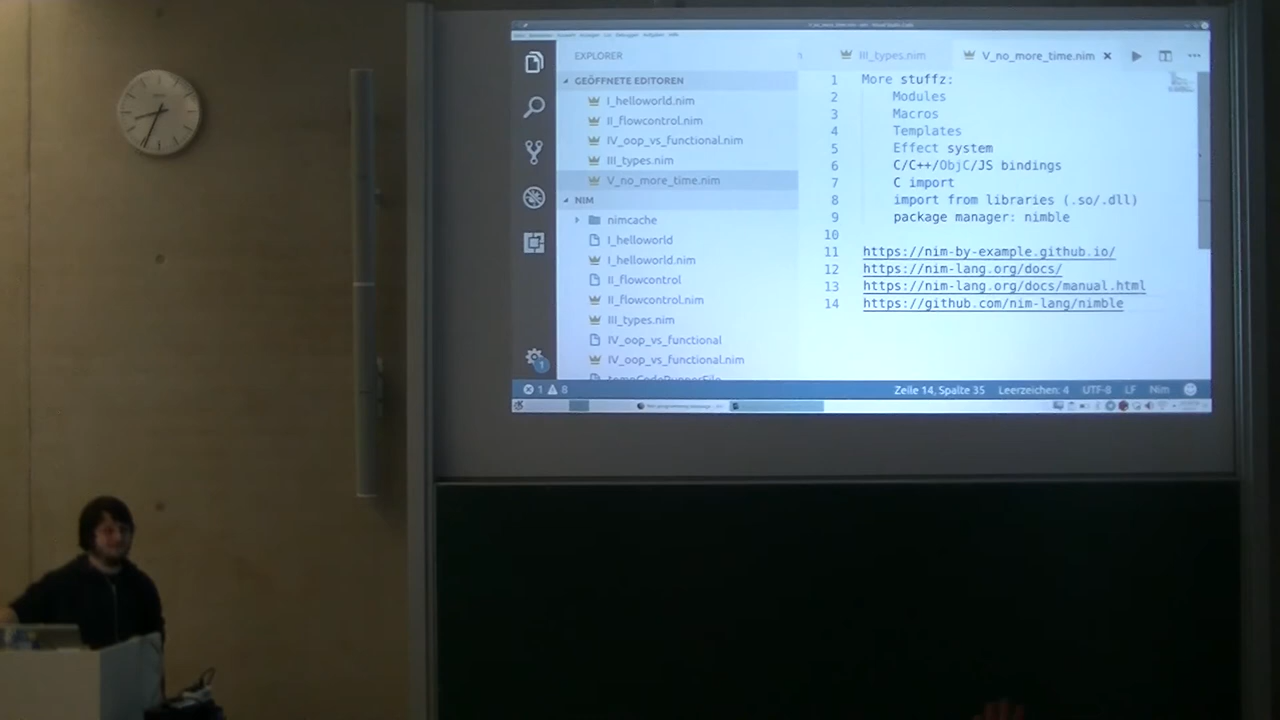 EXPLORER
III_types.nim
V_no_more_time.nim
GEÖFFNETE EDITOREN
I_helloworld.nim
II_flowcontrol.nim
IV_oop_vs_functional.nim
III_types.nim
V_no_more_time.nim
NIM
nimcache
I_helloworld
I_helloworld.nim
II_flowcontrol
II_flowcontrol.nim
III_types.nim
IV_oop_vs_functional
IV_oop_vs_functional.nim
1 More stuffz:
2 Modules
3 Macros
4 Templates
5 Effect system
6 C/C++/ObjC/JS bindings
7 C import
8 import from libraries (.so/.dll)
9 package manager: nimble
10
11 https://nim-by-example.github.io/
12 https://nim-lang.org/docs/
13 https://nim-lang.org/docs/manual.html
14 https://github.com/nim-lang/nimble
1
1 8 Zeile 14, Spalte 35 Leerzeichen: 4 UTF-8 LF Nim